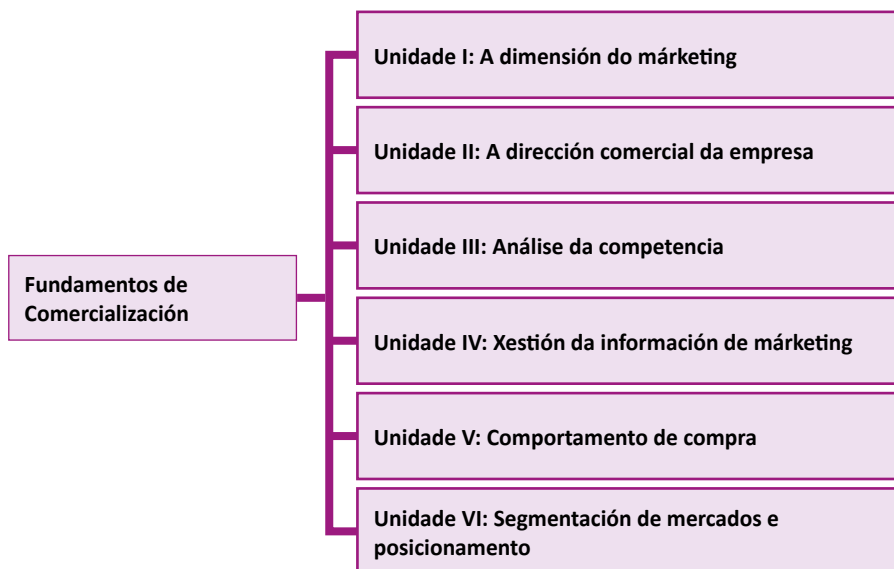 Unidade I: A dimensión do márketing
Unidade II: A dirección comercial da empresa
Unidade III: Análise da competencia
Fundamentos de
Comercialización
Unidade IV: Xestión da información de márketing
Unidade V: Comportamento de compra
Unidade VI: Segmentación de mercados e
posicionamento